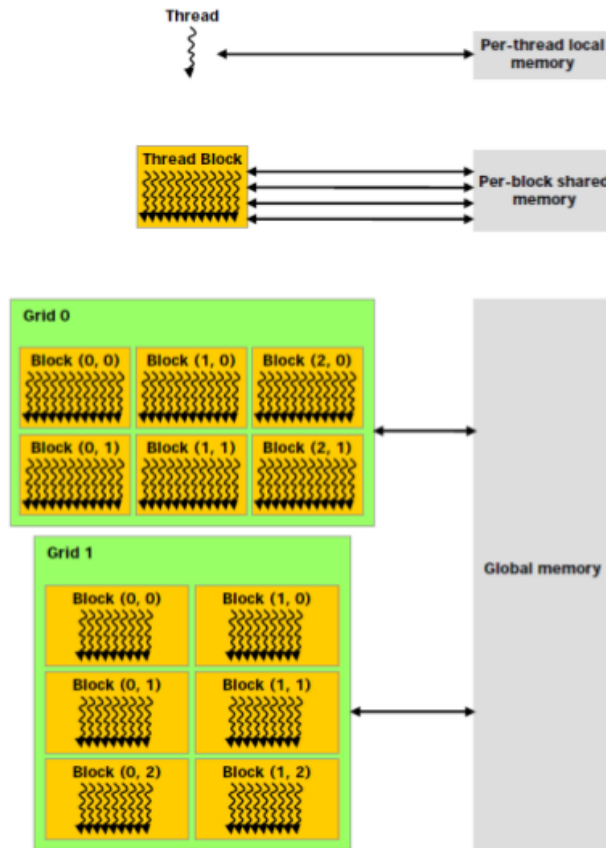 Thread
Per-thread local
memory
Thread Block
Per-block shared
memory
Grid 0
Block (0, 0)
Block (1, 0)
Block (2, 0)
Block (0, 1)
Block (1, 1)
Block (2, 1)
Global memory
Grid 1
Block (0, 0)
Block (1, 0)
Block (0, 1)
Block (1, 1)
Block (0, 2)
Block (1, 2)